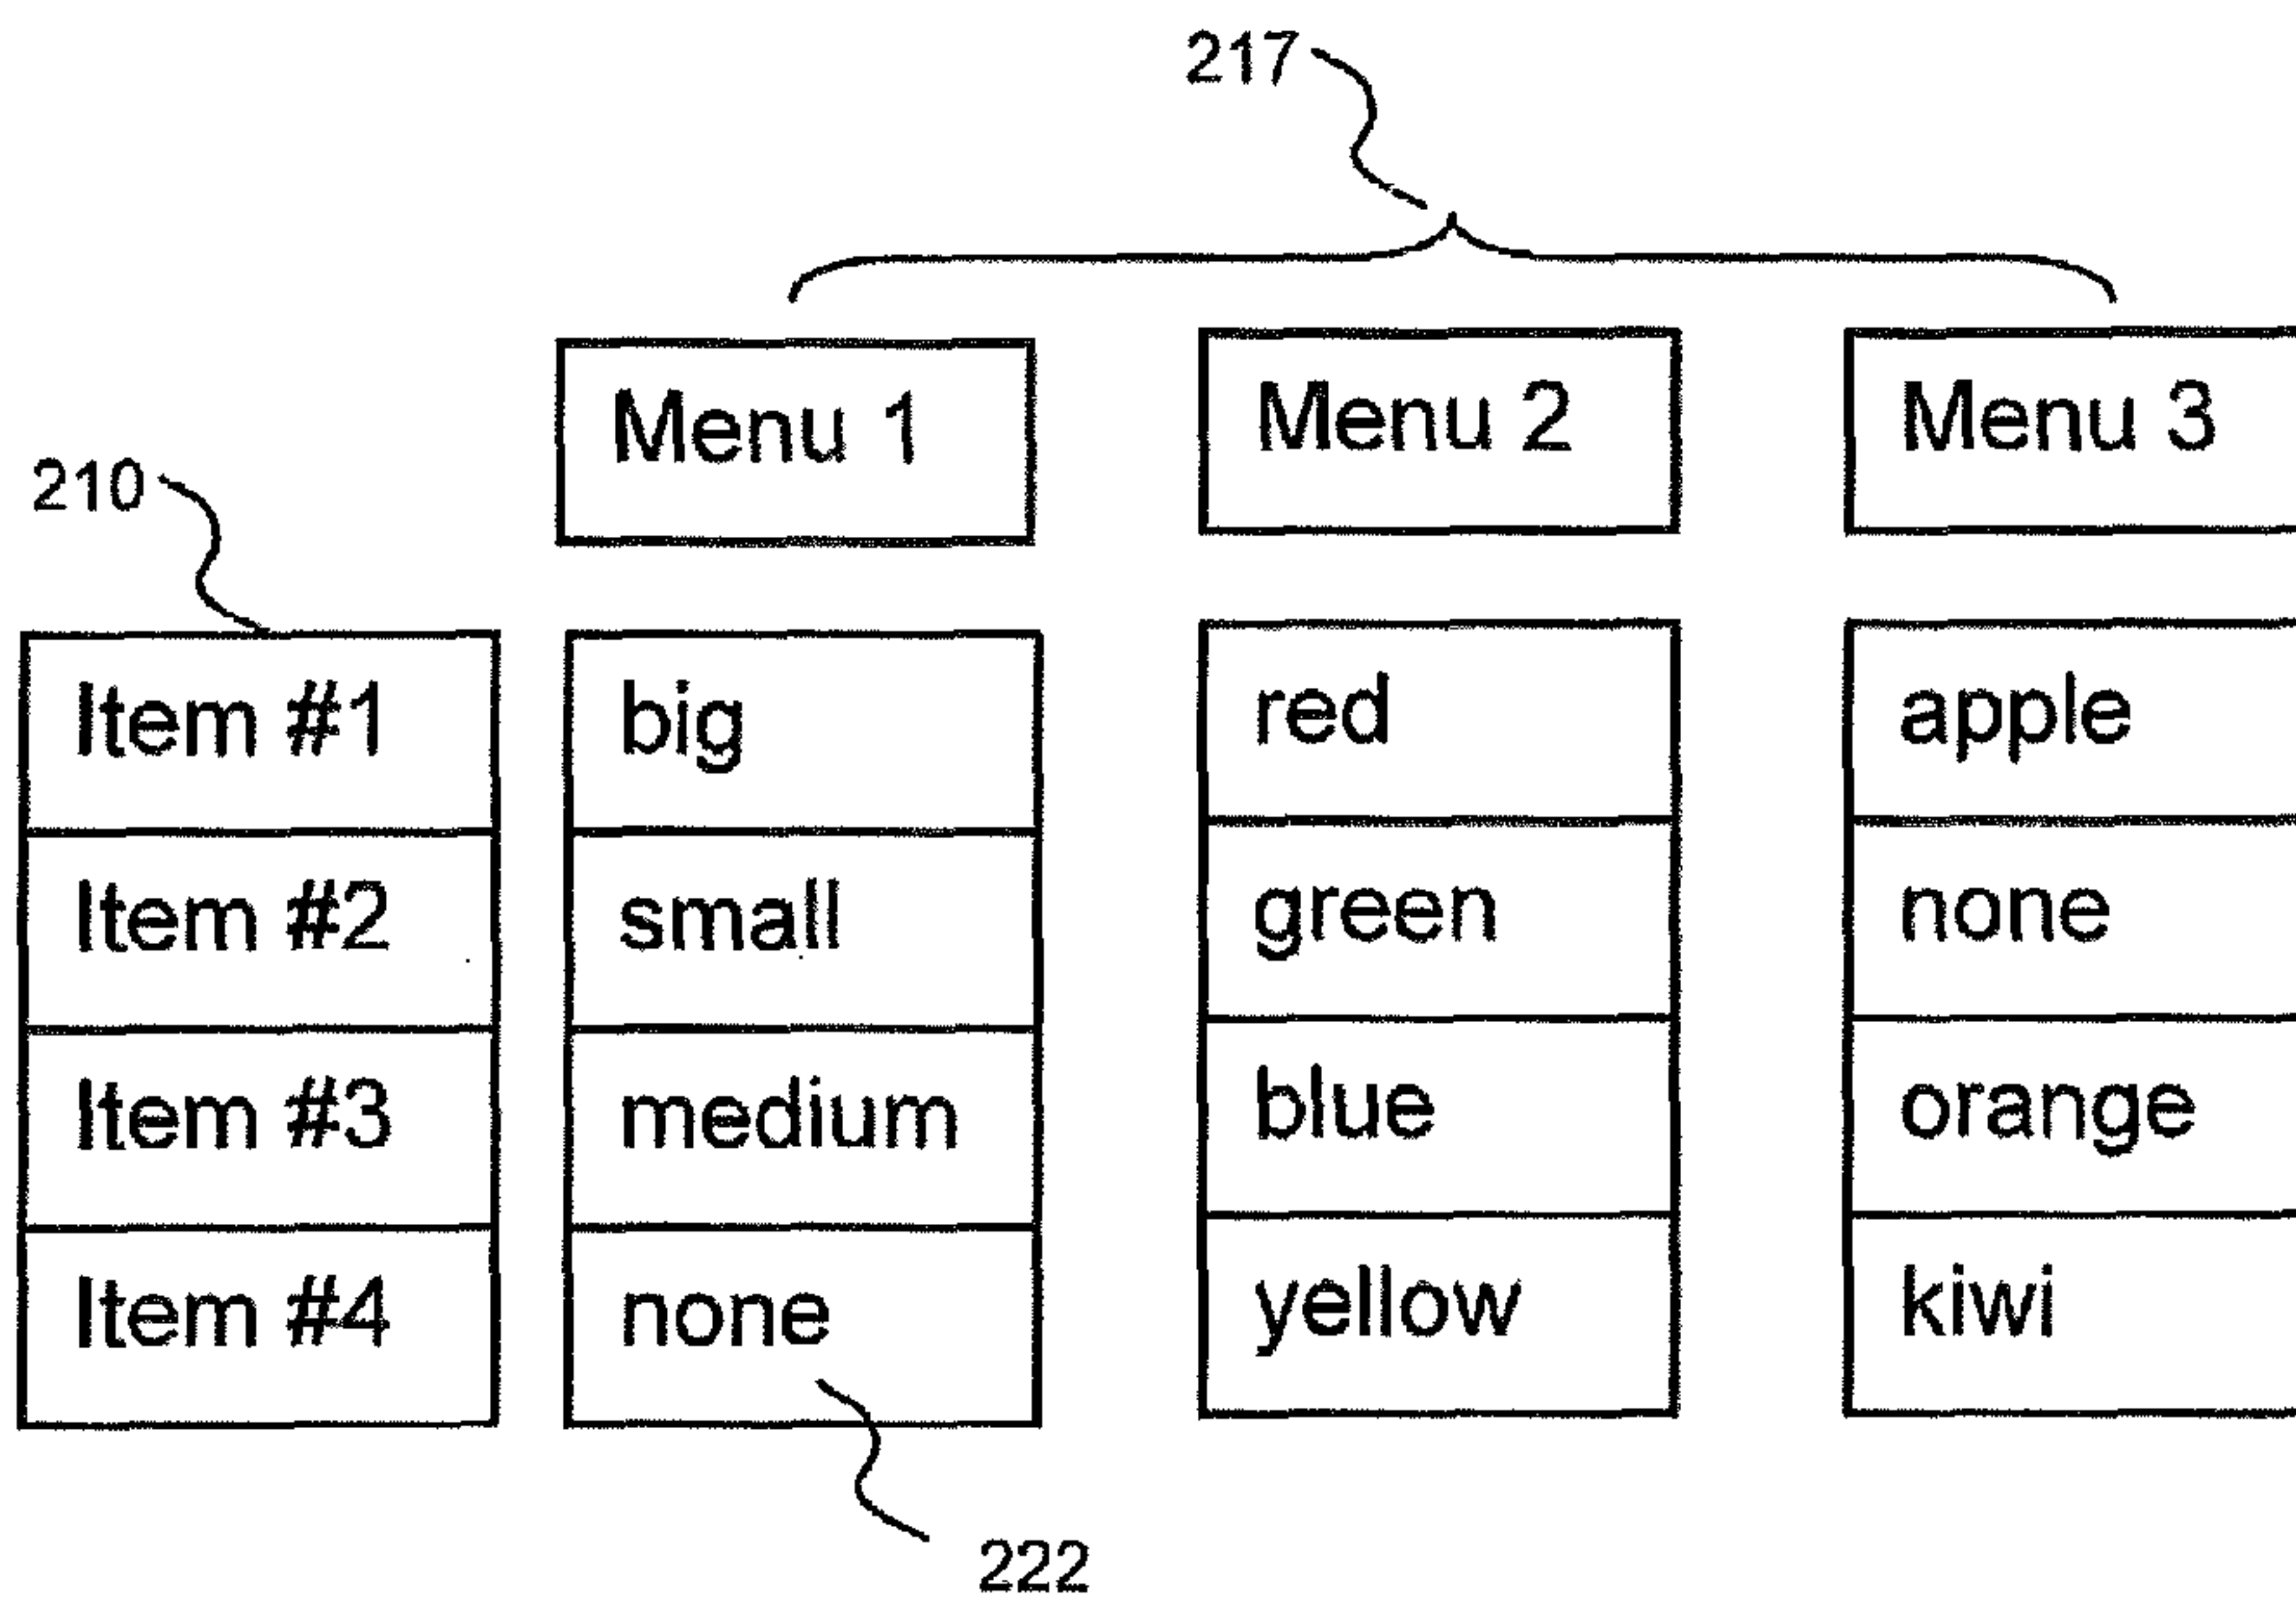 217
Menu 1 Menu 2 Menu 3
210
Item #1 big red apple
Item #2 small green none
Item #3 medium blue orange
Item #4 none yellow kiwi
222